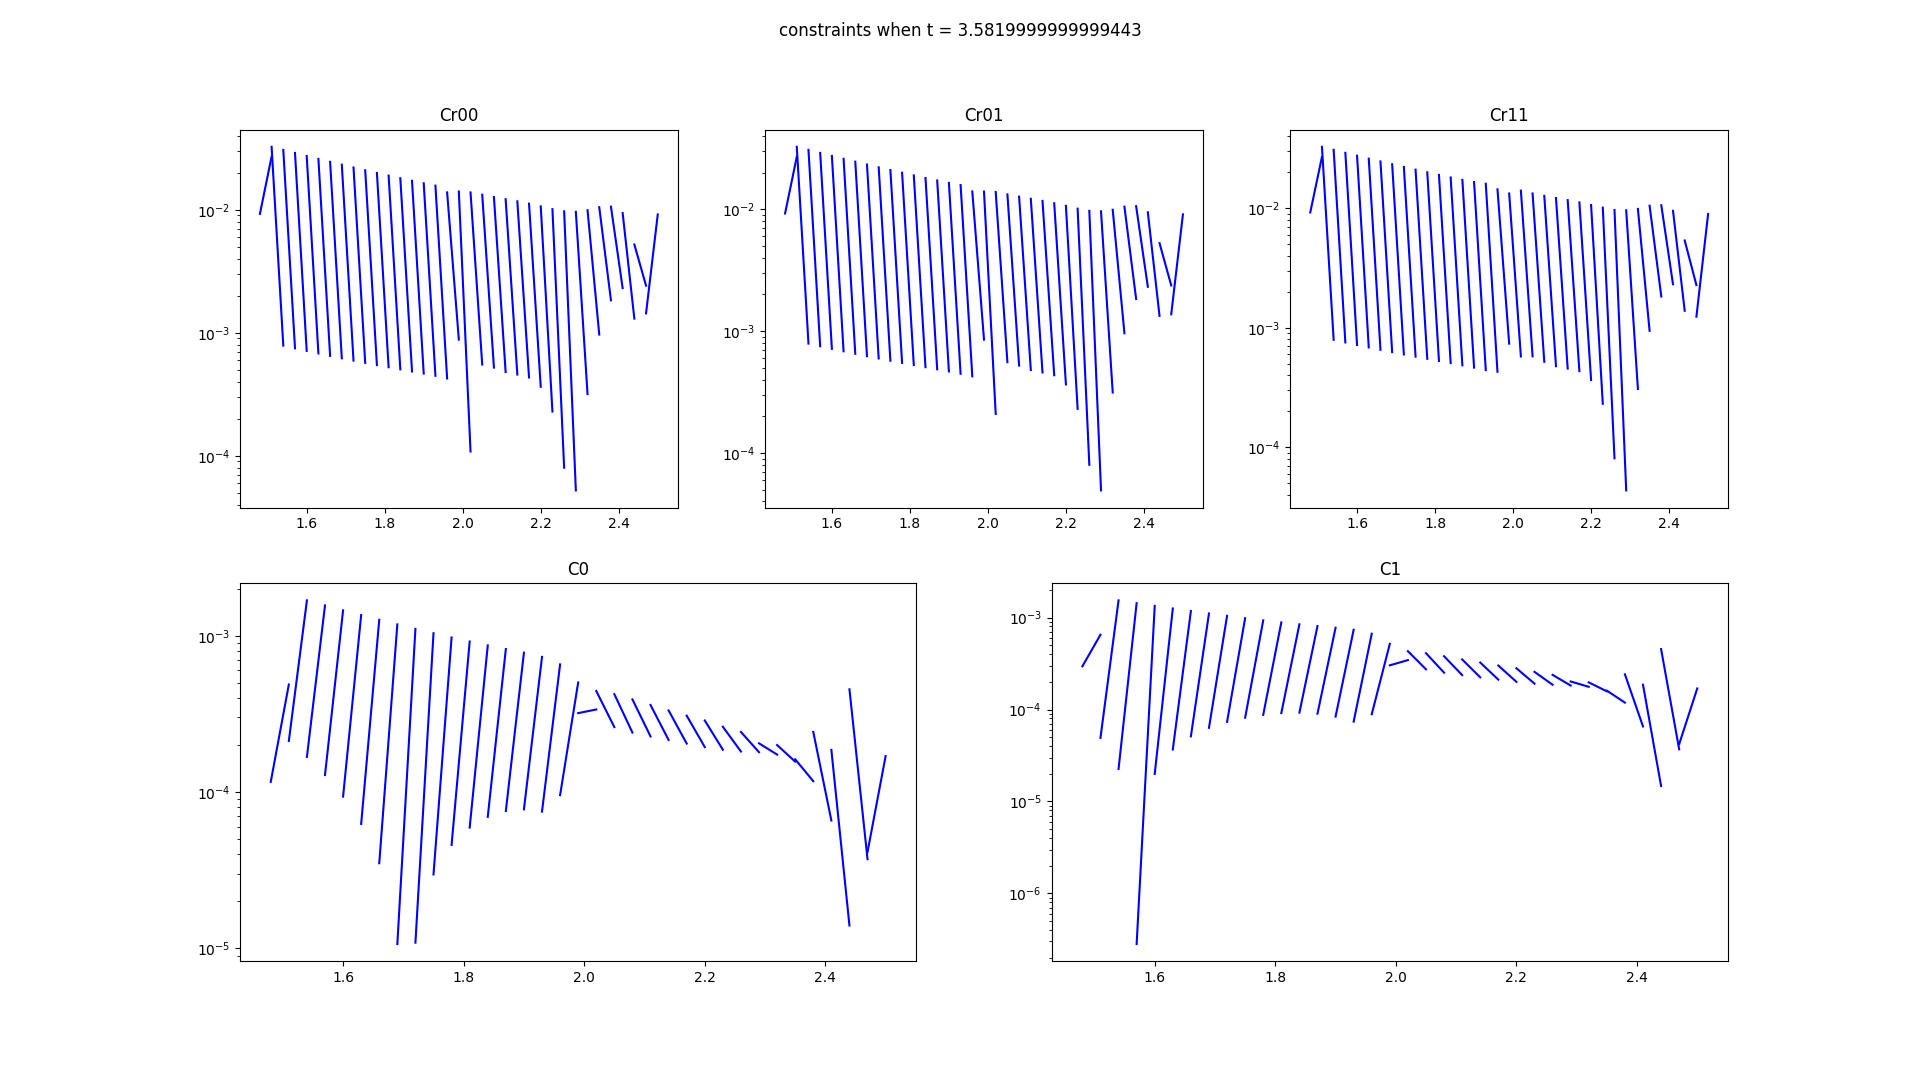 constraints when t = 3.5819999999999443
Cr00 Cr01 Cr11
10⁻² 10⁻² 10⁻²
10⁻³ 10⁻³ 10⁻³
10⁻⁴ 10⁻⁴ 10⁻⁴
1.6 1.8 2.0 2.2 2.4 1.6 1.8 2.0 2.2 2.4 1.6 1.8 2.0 2.2 2.4
C0 C1
10⁻³ 10⁻³
10⁻⁴ 10⁻⁴
10⁻⁵ 10⁻⁵
10⁻⁶
1.6 1.8 2.0 2.2 2.4 1.6 1.8 2.0 2.2 2.4